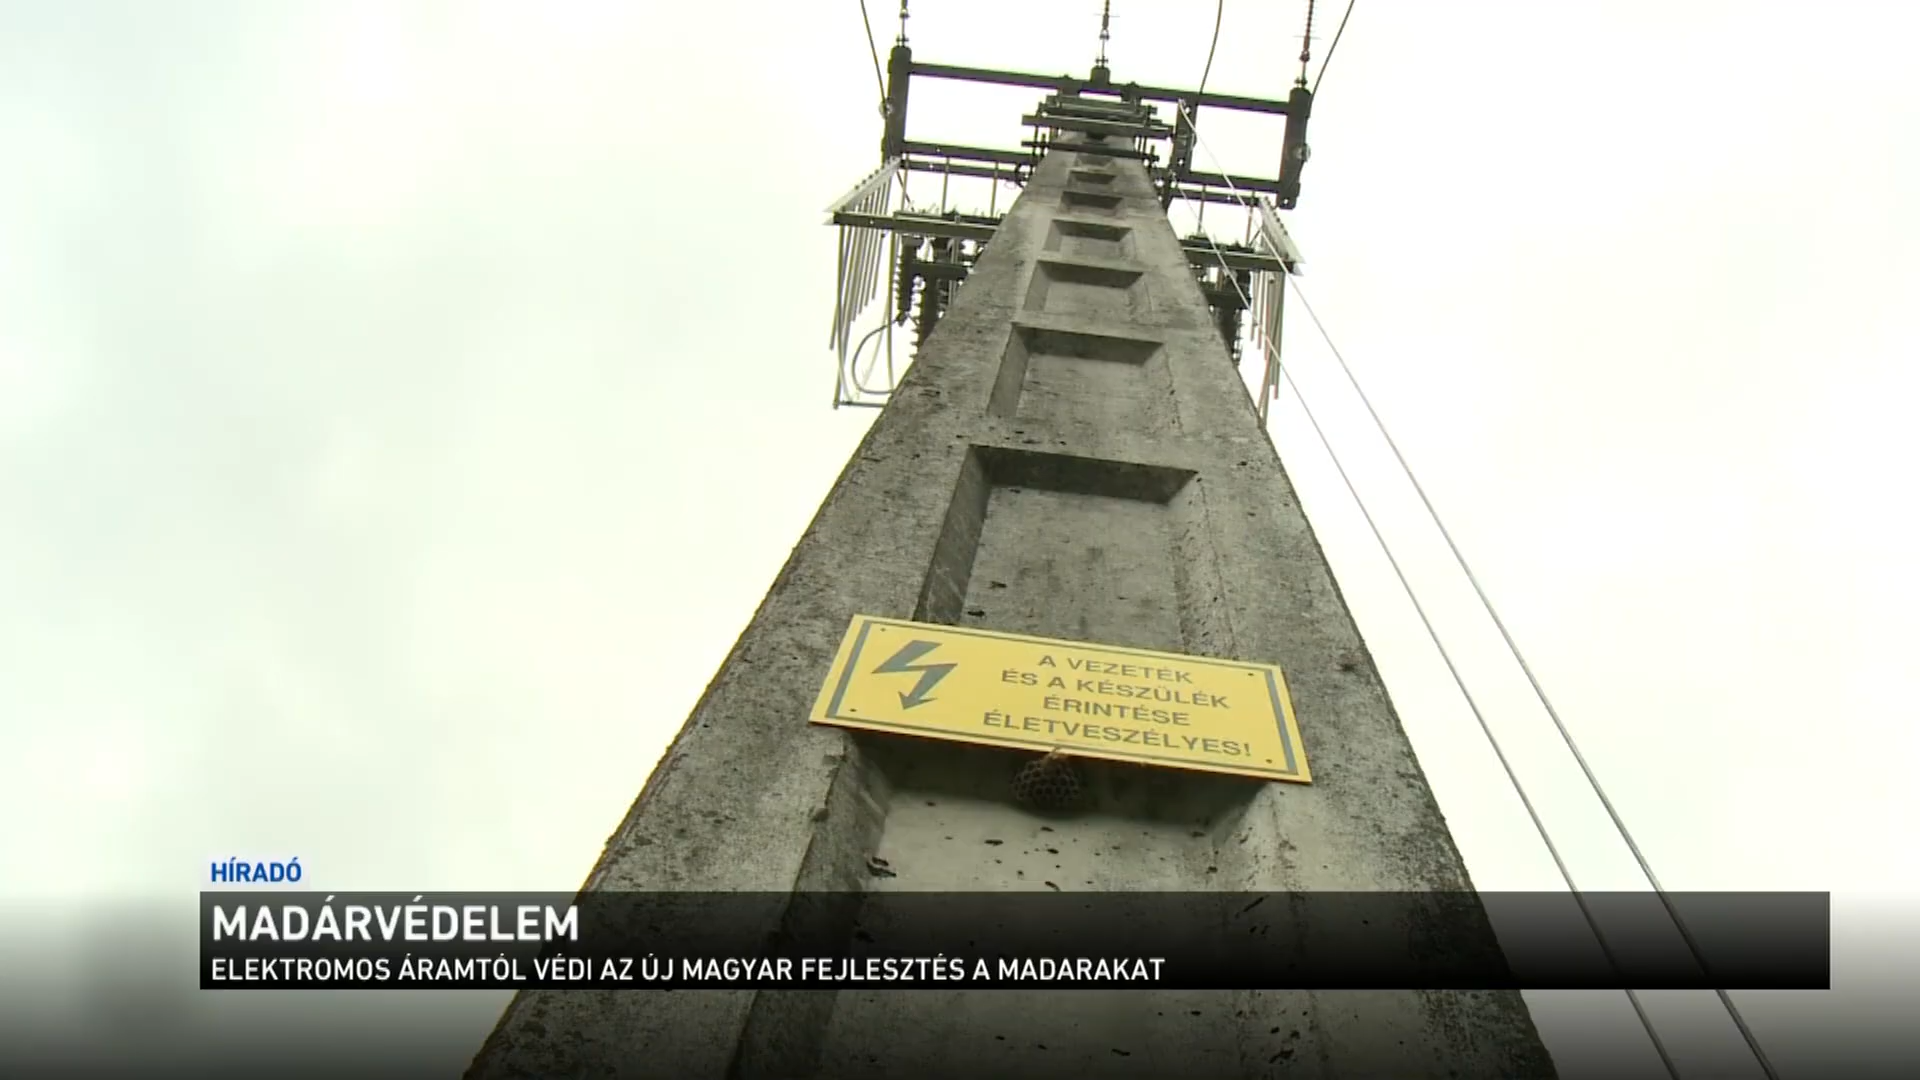 A VEZETÉK
ÉS A KÉSZÜLÉK
ÉRINTÉSE
ÉLETVESZÉLYES!
HÍRADÓ
MADÁRVÉDELEM
ELEKTROMOS ÁRAMTÓL VÉDI AZ ÚJ MAGYAR FEJLESZTÉS A MADARAKAT